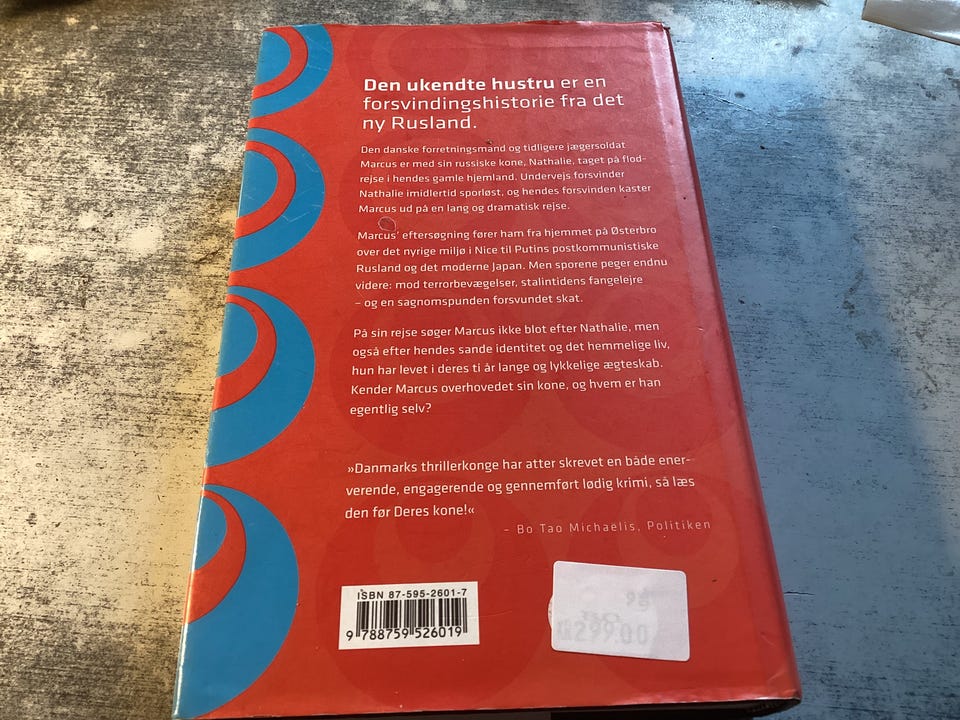 Den ukendte hustru er en
forsvindingshistorie fra det
ny Rusland.
Den danske forretningsmand og tidligere jægersoldat
Marcus er med sin russiske kone, Nathalie, taget på flod-
rejse i hendes gamle hjemland. Undervejs forsvinder
Nathalie imidlertid sporløst, og hendes forsvinden kaster
Marcus ud på en lang og dramatisk rejse.
Marcus' eftersøgning fører ham fra hjemmet på Østerbro
over det nyrige miljø i Nice til Putins postkommunistiske
Rusland og det moderne Japan. Men sporene peger endnu
videre: mod terrorbevægelser, stalintidens fangelejre
– og en sagnomspunden forsvundet skat.
På sin rejse søger Marcus ikke blot efter Nathalie, men
også efter hendes sande identitet og det hemmelige liv,
hun har levet i deres ti år lange og lykkelige ægteskab.
Kender Marcus overhovedet sin kone, og hvem er han
egentlig selv?
»Danmarks thrillerkonge har atter skrevet en både ener-
verende, engagerende og gennemført lødig krimi, så læs
den før Deres kone!«
– Bo Tao Michaëlis, Politiken
ISBN 87-595-2601-7
9 788759 526019
299.00